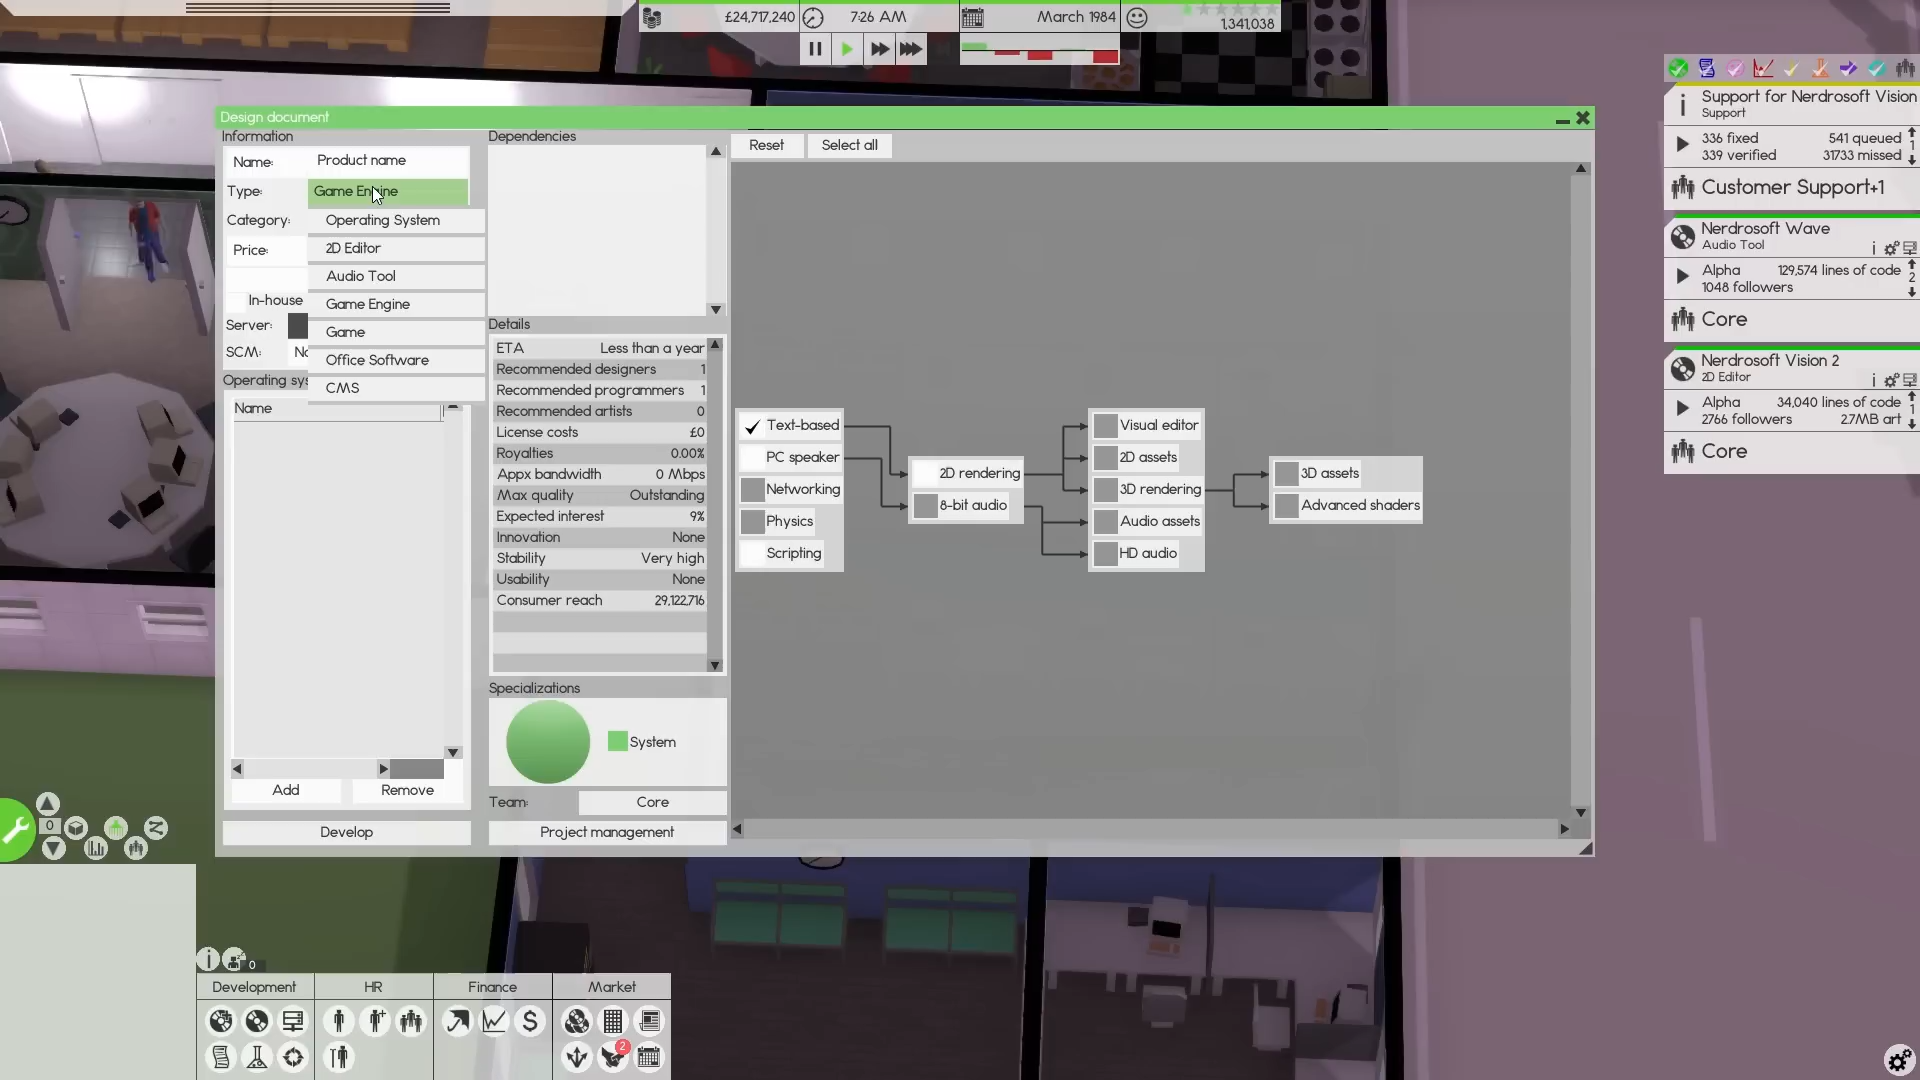 £24,717,240
7:26 AM
March 1984
1,341,038
Design document
Information
Name:
Product name
Type:
Game Engine
Category:
Operating System
2D Editor
Price:
Audio Tool
In-house
Game Engine
Server:
Game
SCM:
Office Software
CMS
Name
Add
Remove
Develop
Dependencies
Details
ETA Less than a year
Recommended designers 1
Recommended programmers 1
Recommended artists 0
License costs £0
Royalties 0.00%
Appx bandwidth 0 Mbps
Max quality Outstanding
Expected interest 9%
Innovation None
Stability Very high
Usability None
Consumer reach 29,122,716
Specializations
System
Team: Core
Project management
Reset
Select all
Text-based
PC speaker
Networking
Physics
Scripting
2D rendering
8-bit audio
Visual editor
2D assets
3D rendering
Audio assets
HD audio
3D assets
Advanced shaders
Support for Nerdrosoft Vision
Support
336 fixed 541 queued
339 verified 31733 missed
1
Customer Support+1
Nerdrosoft Wave
Audio Tool
Alpha 129,574 lines of code
1048 followers
2
Core
Nerdrosoft Vision 2
2D Editor
Alpha 34,040 lines of code
2766 followers 2.7MB art
1
Core
0
0
Development
HR
Finance
Market
2